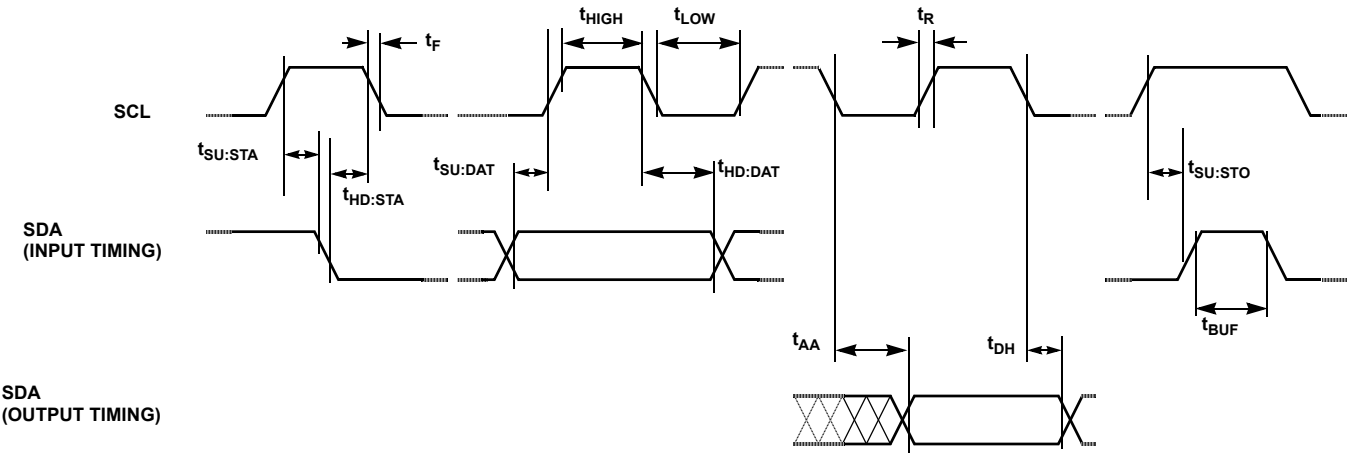 tHIGH
tLOW
tR
tF
SCL
tSU:STA
tHD:STA
tSU:DAT
tHD:DAT
tSU:STO
SDA
(INPUT TIMING)
tBUF
tAA
tDH
SDA
(OUTPUT TIMING)